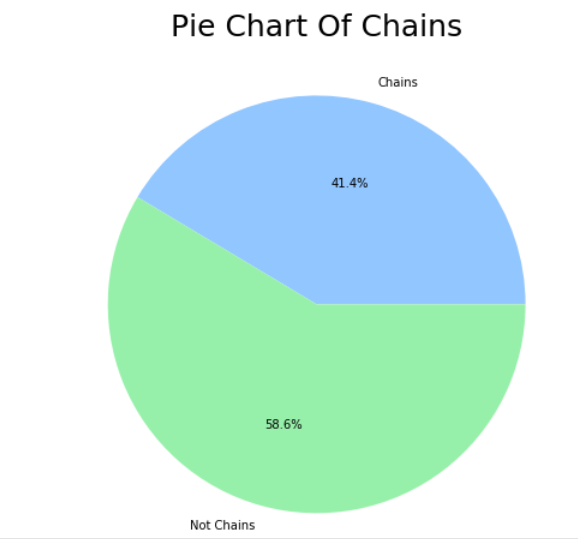 Pie Chart Of Chains
Chains
41.4%
58.6%
Not Chains